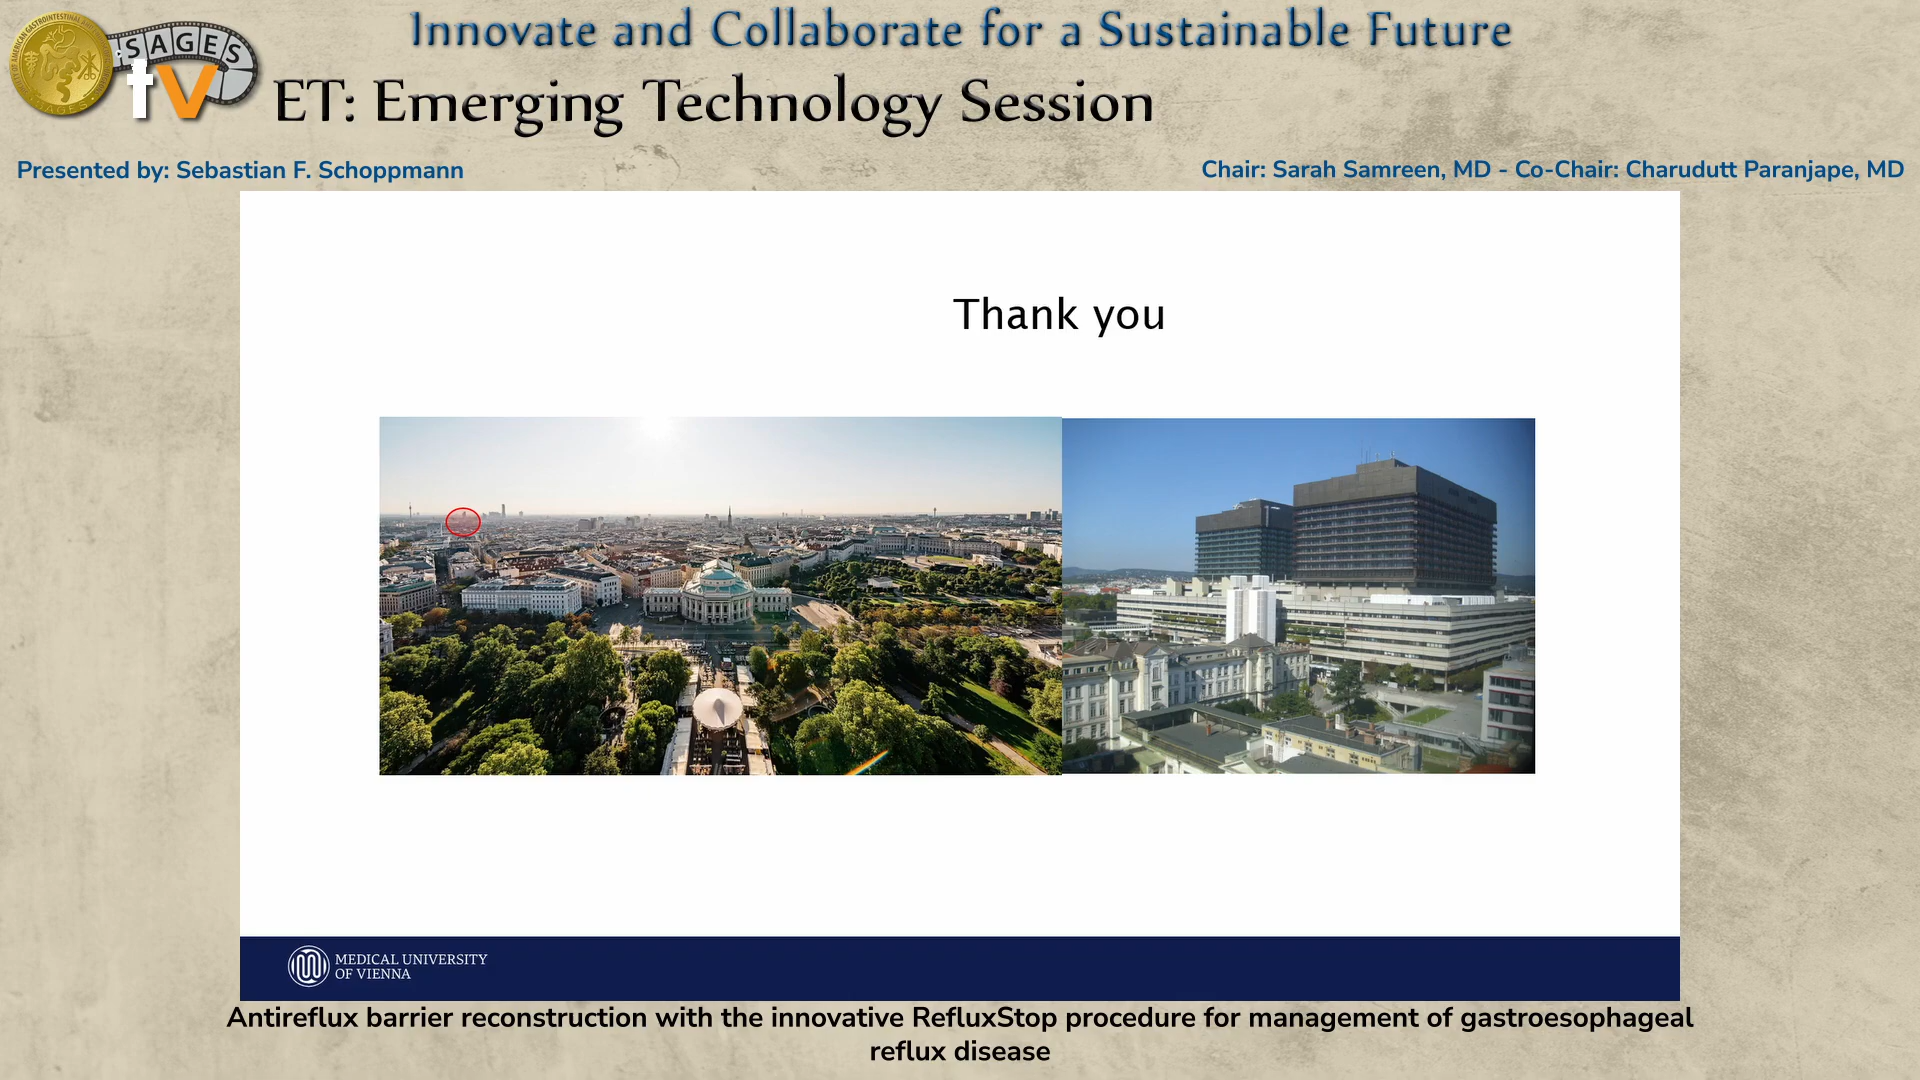 Innovate and Collaborate for a Sustainable Future
SAGES
tv
ET: Emerging Technology Session
Presented by: Sebastian F. Schoppmann
Chair: Sarah Samreen, MD - Co-Chair: Charudutt Paranjape, MD
Thank you
MEDICAL UNIVERSITY
OF VIENNA
Antireflux barrier reconstruction with the innovative RefluxStop procedure for management of gastroesophageal
reflux disease